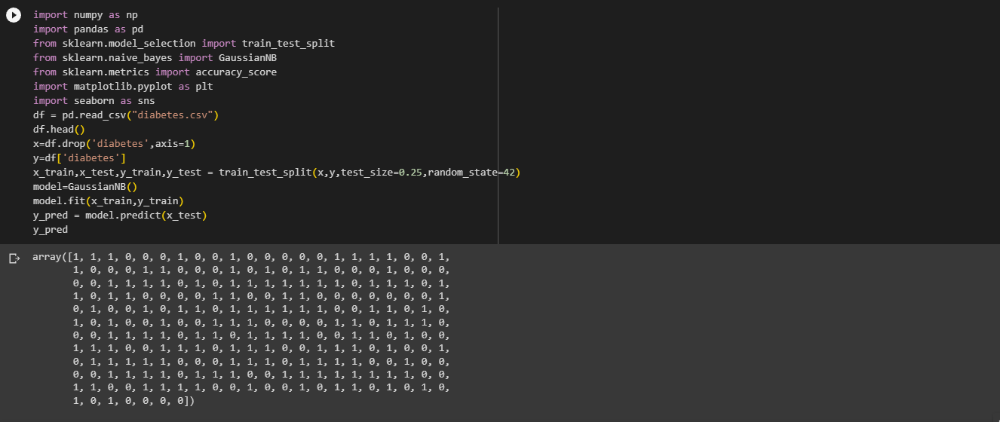 import numpy as np
import pandas as pd
from sklearn.model_selection import train_test_split
from sklearn.naive_bayes import GaussianNB
from sklearn.metrics import accuracy_score
import matplotlib.pyplot as plt
import seaborn as sns
df = pd.read_csv("diabetes.csv")
df.head()
x=df.drop('diabetes',axis=1)
y=df['diabetes']
x_train,x_test,y_train,y_test = train_test_split(x,y,test_size=0.25,random_state=42)
model=GaussianNB()
model.fit(x_train,y_train)
y_pred = model.predict(x_test)
y_pred
array([1, 1, 1, 0, 0, 0, 1, 0, 0, 1, 0, 0, 0, 0, 0, 1, 1, 1, 1, 0, 0, 1,
1, 0, 0, 0, 1, 1, 0, 0, 0, 1, 0, 1, 0, 1, 1, 0, 0, 0, 1, 0, 0, 0,
0, 0, 1, 1, 1, 1, 0, 1, 0, 1, 1, 1, 1, 1, 1, 1, 0, 1, 1, 1, 0, 1,
1, 0, 1, 1, 0, 0, 0, 0, 1, 1, 0, 0, 1, 1, 0, 0, 0, 0, 0, 0, 0, 1,
0, 1, 0, 0, 1, 0, 1, 1, 0, 1, 1, 1, 1, 1, 1, 0, 0, 1, 1, 0, 1, 0,
1, 0, 1, 0, 0, 1, 0, 0, 1, 1, 1, 0, 0, 0, 0, 1, 1, 0, 1, 1, 1, 0,
0, 0, 1, 1, 1, 1, 0, 1, 1, 0, 1, 1, 1, 1, 0, 0, 1, 1, 0, 1, 0, 0,
1, 1, 1, 0, 0, 1, 1, 1, 0, 1, 1, 1, 0, 0, 1, 1, 1, 0, 1, 0, 0, 1,
0, 1, 1, 1, 1, 1, 0, 0, 0, 1, 1, 0, 1, 1, 1, 1, 0, 0, 1, 0, 0, 
0, 0, 1, 1, 1, 1, 0, 1, 1, 1, 0, 0, 1, 1, 1, 1, 1, 1, 1, 1, 0, 0,
1, 1, 0, 0, 1, 1, 1, 1, 0, 0, 1, 0, 0, 1, 0, 1, 1, 0, 1, 0, 1, 0,
1, 0, 1, 0, 0, 0, 0])